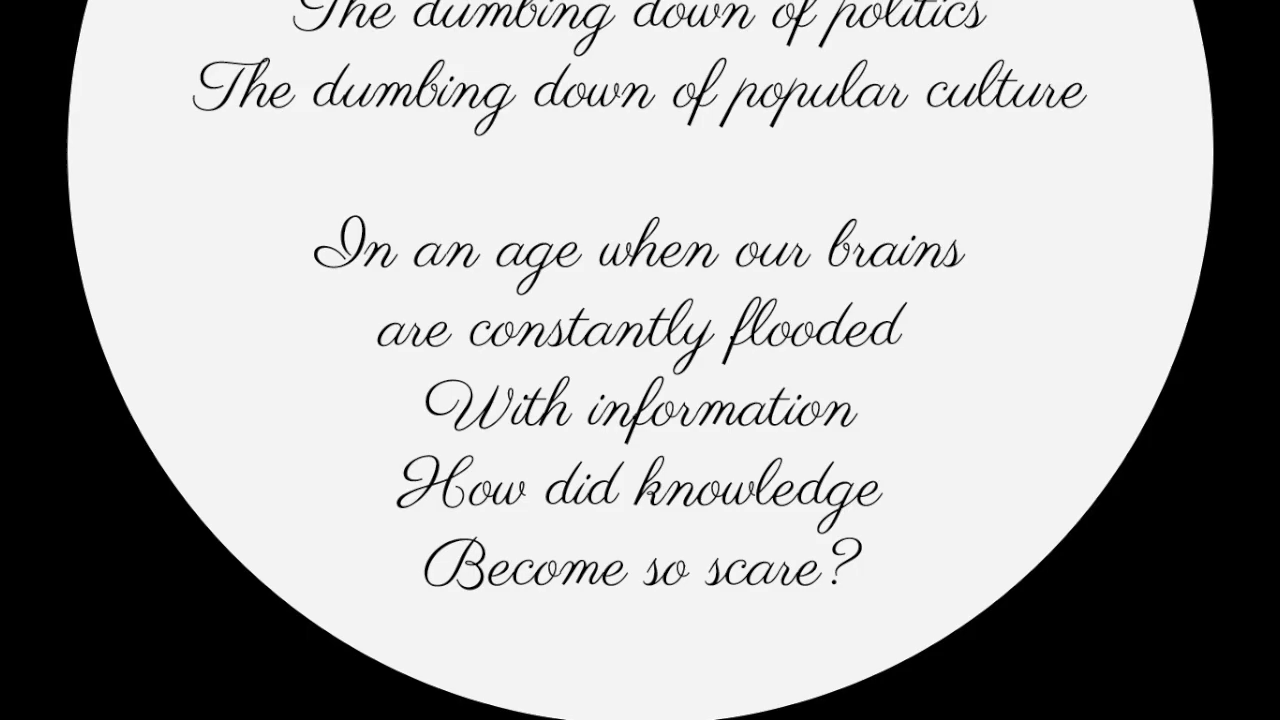 The dumbing down of politics
The dumbing down of popular culture
In an age when our brains
are constantly flooded
With information
How did knowledge
Become so scare?